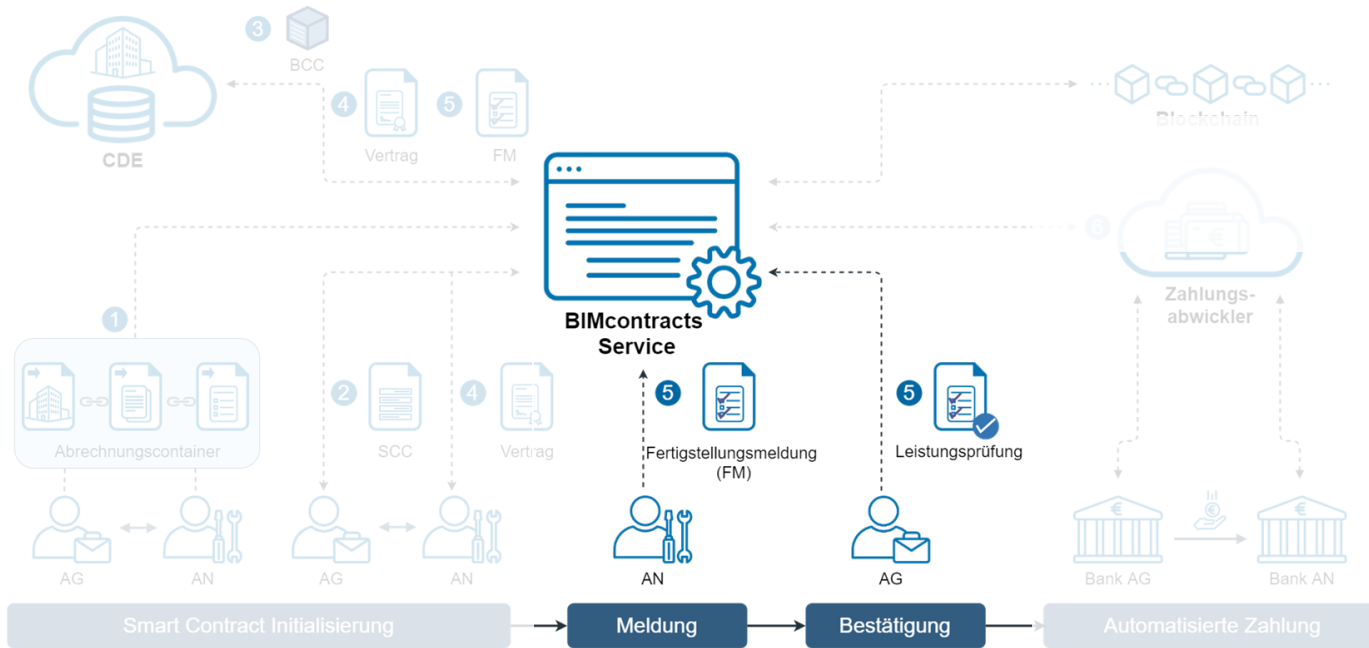 3
BCC
4
Vertrag
5
FM
CDE
Blockchain
BIMcontracts
Service
6
Zahlungs-
abwickler
1
Abrechnungscontainer
2
SCC
4
Vertrag
5
Fertigstellungsmeldung
(FM)
5
Leistungsprüfung
AG
AN
AG
AN
AN
AG
Bank AG
Bank AN
Smart Contract Initialisierung
Meldung
Bestätigung
Automatisierte Zahlung